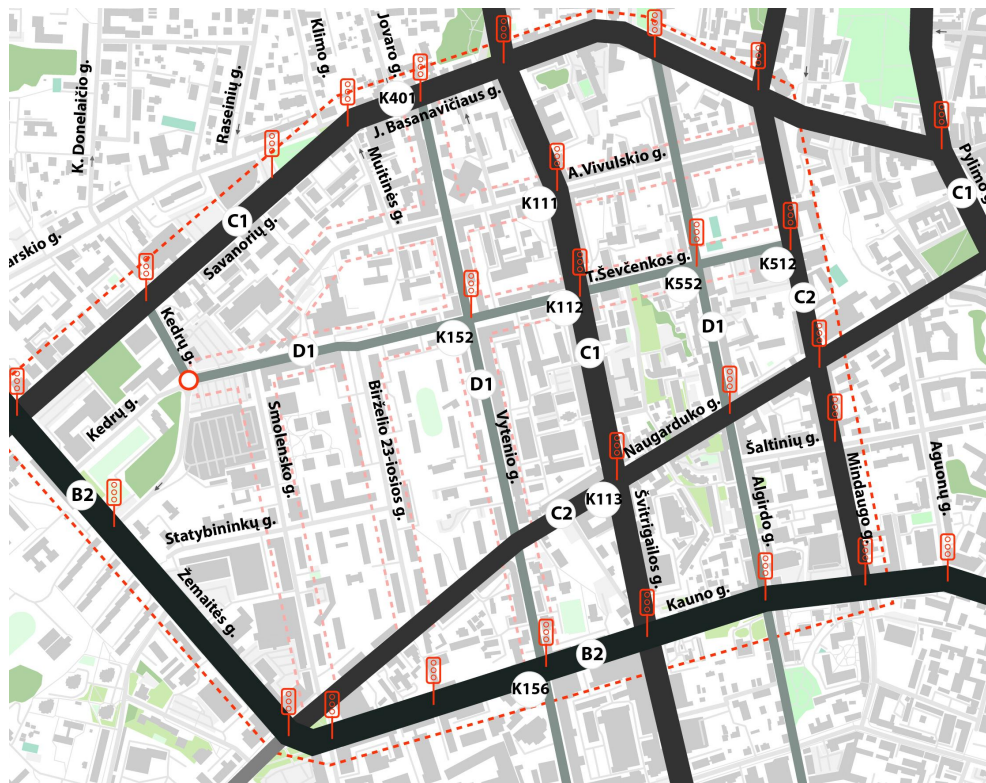 K. Donelaičio g.
Raseinių g.
Klimo g.
Jovaro g.
K401
J. Basanavičiaus g.
Muitinės g.
A.Vivulskio g.
K111
Pylimo g
C1
arskio g.
C1
Savanorių g.
T.Ševčenkos g.
K512
K552
C2
Kedrų g.
K152
K112
D1
C1
D1
D1
Kedrų g.
Smolensko g.
Birželio 23-iosios g.
Vytenio g.
Naugarduko g.
Šaltinių g.
Aguonų g.
Mindaugo g.
Algirdo g.
B2
K113
C2
Švitrigailos g.
Statybininkų g.
Žemaitės g.
Kauno g.
B2
K156